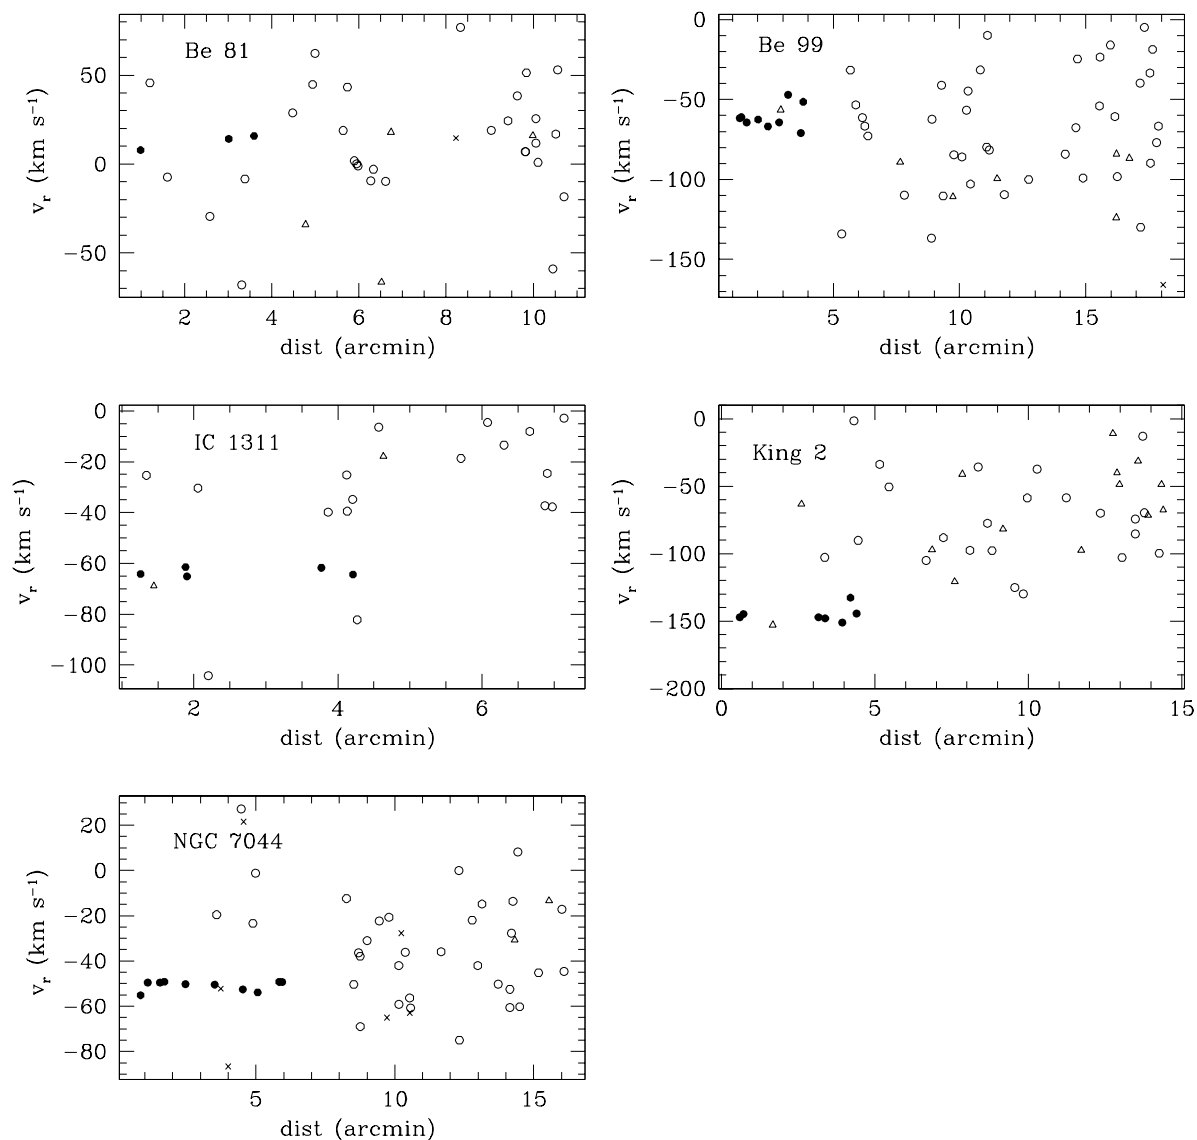 Be 81
50
0
−50
v_r (km s⁻¹)
2 4 6 8 10
dist (arcmin)
Be 99
0
−50
−100
−150
v_r (km s⁻¹)
5 10 15
dist (arcmin)
IC 1311
0
−20
−40
−60
−80
−100
v_r (km s⁻¹)
2 4 6
dist (arcmin)
King 2
0
−50
−100
−150
−200
v_r (km s⁻¹)
0 5 10 15
dist (arcmin)
NGC 7044
20
0
−20
−40
−60
−80
v_r (km s⁻¹)
5 10 15
dist (arcmin)